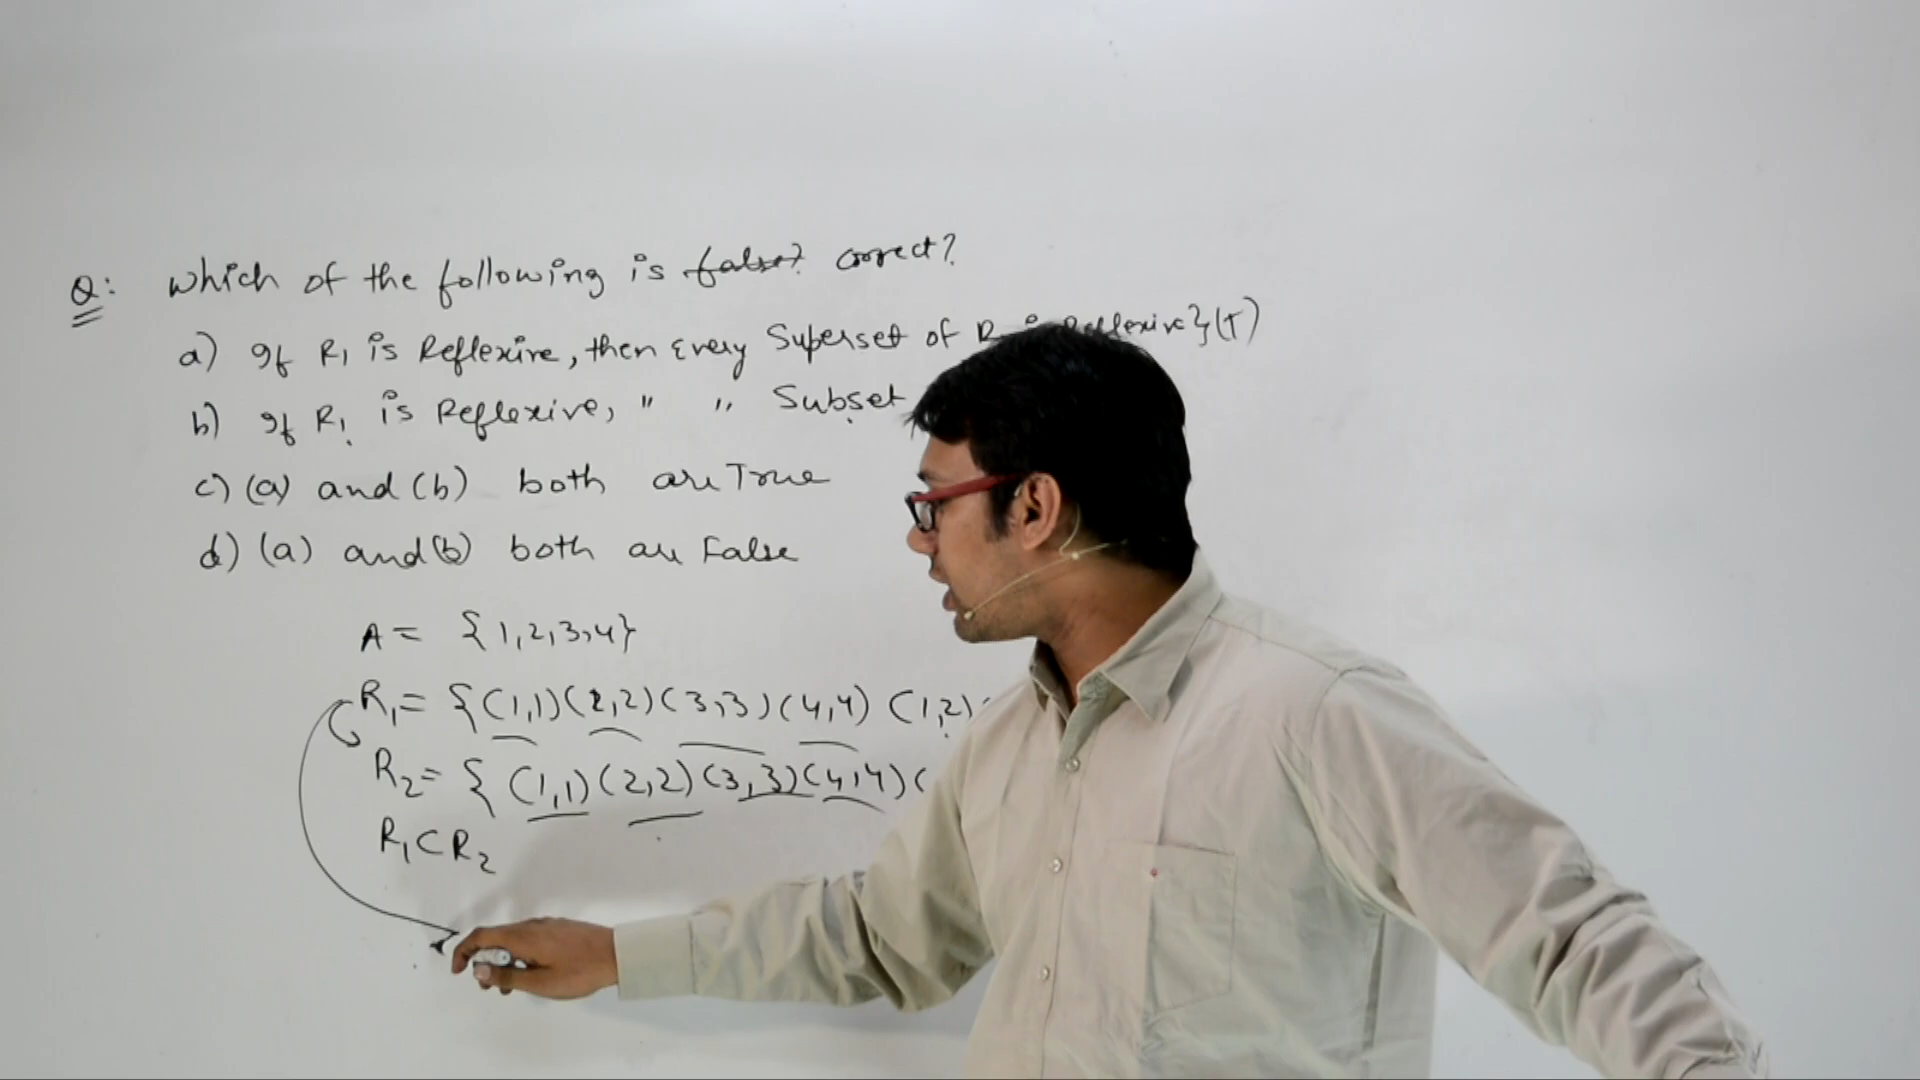 Q: Which of the following is false? correct?
a) If R1 is Reflexive, then Every Superset of R is Reflexive} (T)
b) If R1 is Reflexive, " " Subset
c) (a) and (b) both are True
d) (a) and (b) both are False
A = {1,2,3,4}
R1 = {(1,1)(2,2)(3,3)(4,4) (1,2)
R2 = { (1,1)(2,2)(3,3)(4,4)(
R1⊂R2